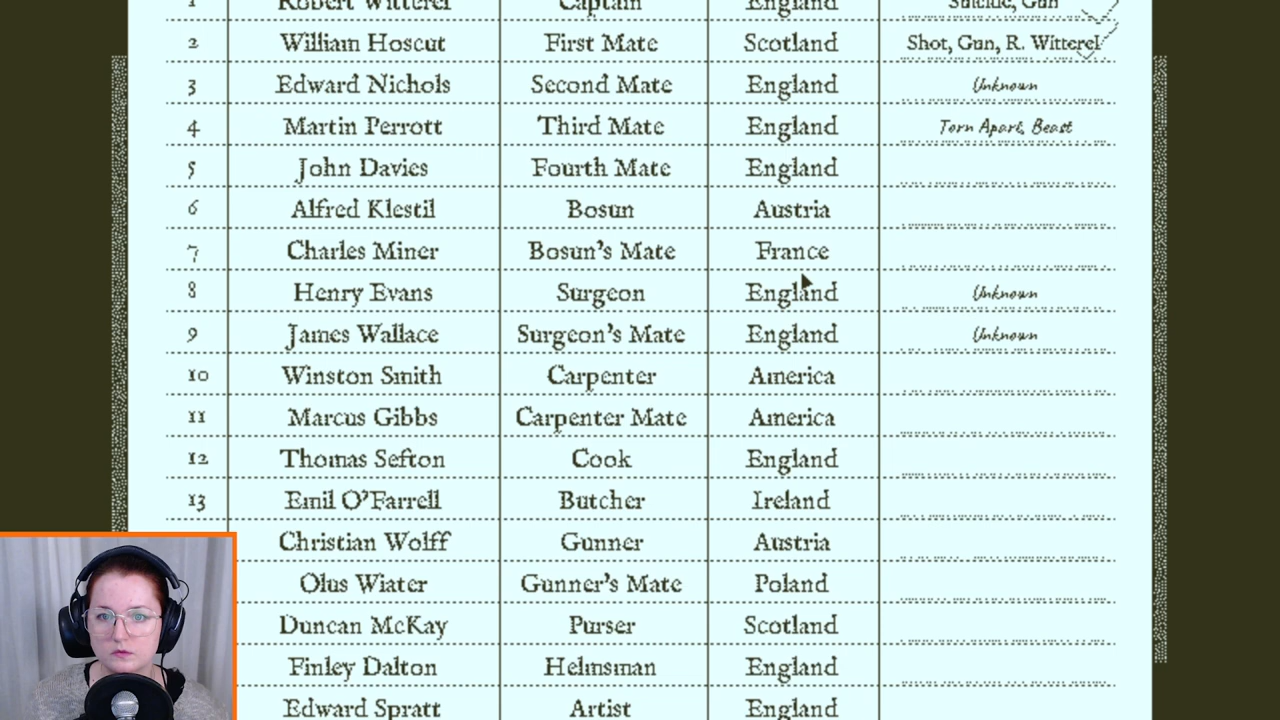 1 Robert Witterel Captain England Suicide, Gun
2 William Hoscut First Mate Scotland Shot, Gun, R. Witterel
3 Edward Nichols Second Mate England Unknown
4 Martin Perrott Third Mate England Torn Apart, Beast
5 John Davies Fourth Mate England
6 Alfred Klestil Bosun Austria
7 Charles Miner Bosun's Mate France
8 Henry Evans Surgeon England Unknown
9 James Wallace Surgeon's Mate England Unknown
10 Winston Smith Carpenter America
11 Marcus Gibbs Carpenter Mate America
12 Thomas Sefton Cook England
13 Emil O'Farrell Butcher Ireland
Christian Wolff Gunner Austria
Olus Wiater Gunner's Mate Poland
Duncan McKay Purser Scotland
Finley Dalton Helmsman England
Edward Spratt Artist England